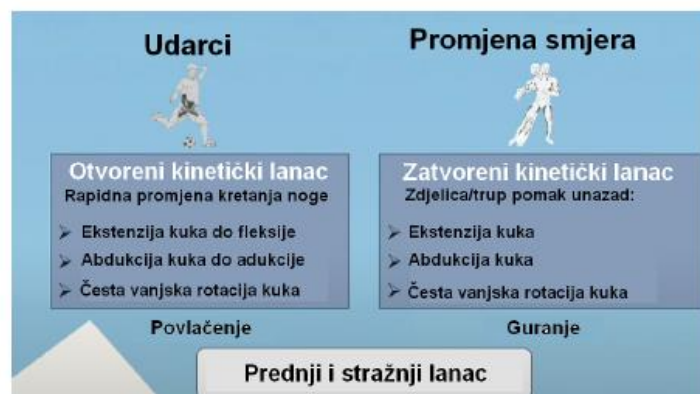 Udarci
Otvoreni kinetički lanac
Rapidna promjena kretanja noge
➤ Ekstenzija kuka do fleksije
➤ Abdukcija kuka do adukcije
➤ Česta vanjska rotacija kuka
Povlačenje
Promjena smjera
Zatvoreni kinetički lanac
Zdjelica/trup pomak unazad:
➤ Ekstenzija kuka
➤ Abdukcija kuka
➤ Česta vanjska rotacija kuka
Guranje
Prednji i stražnji lanac